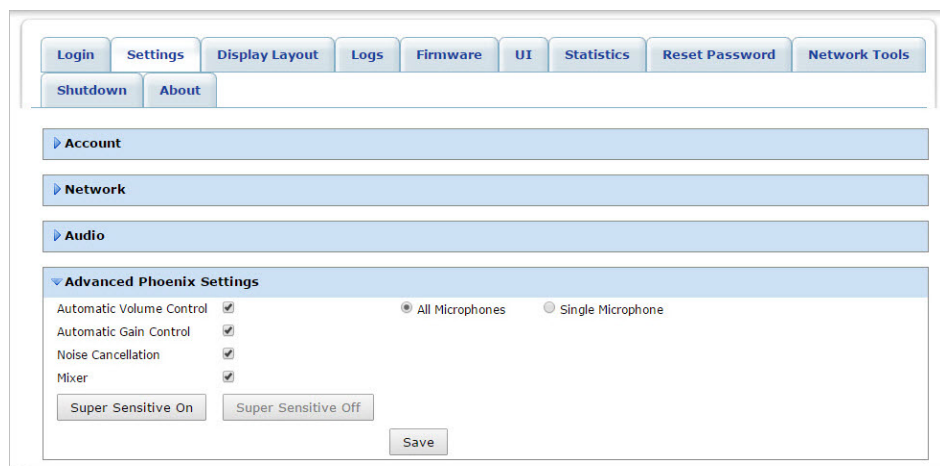 Login Settings Display Layout Logs Firmware UI Statistics Reset Password Network Tools
Shutdown About
Account
Network
Audio
Advanced Phoenix Settings
Automatic Volume Control All Microphones Single Microphone
Automatic Gain Control
Noise Cancellation
Mixer
Super Sensitive On Super Sensitive Off
Save